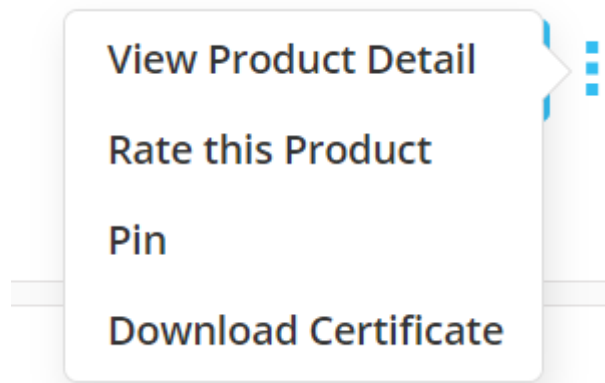 View Product Detail
Rate this Product
Pin
Download Certificate